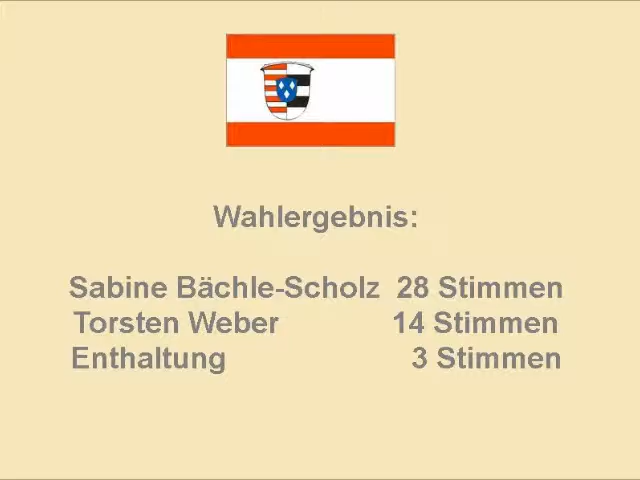 Wahlergebnis:
Sabine Bächle-Scholz 28 Stimmen
Torsten Weber 14 Stimmen
Enthaltung 3 Stimmen